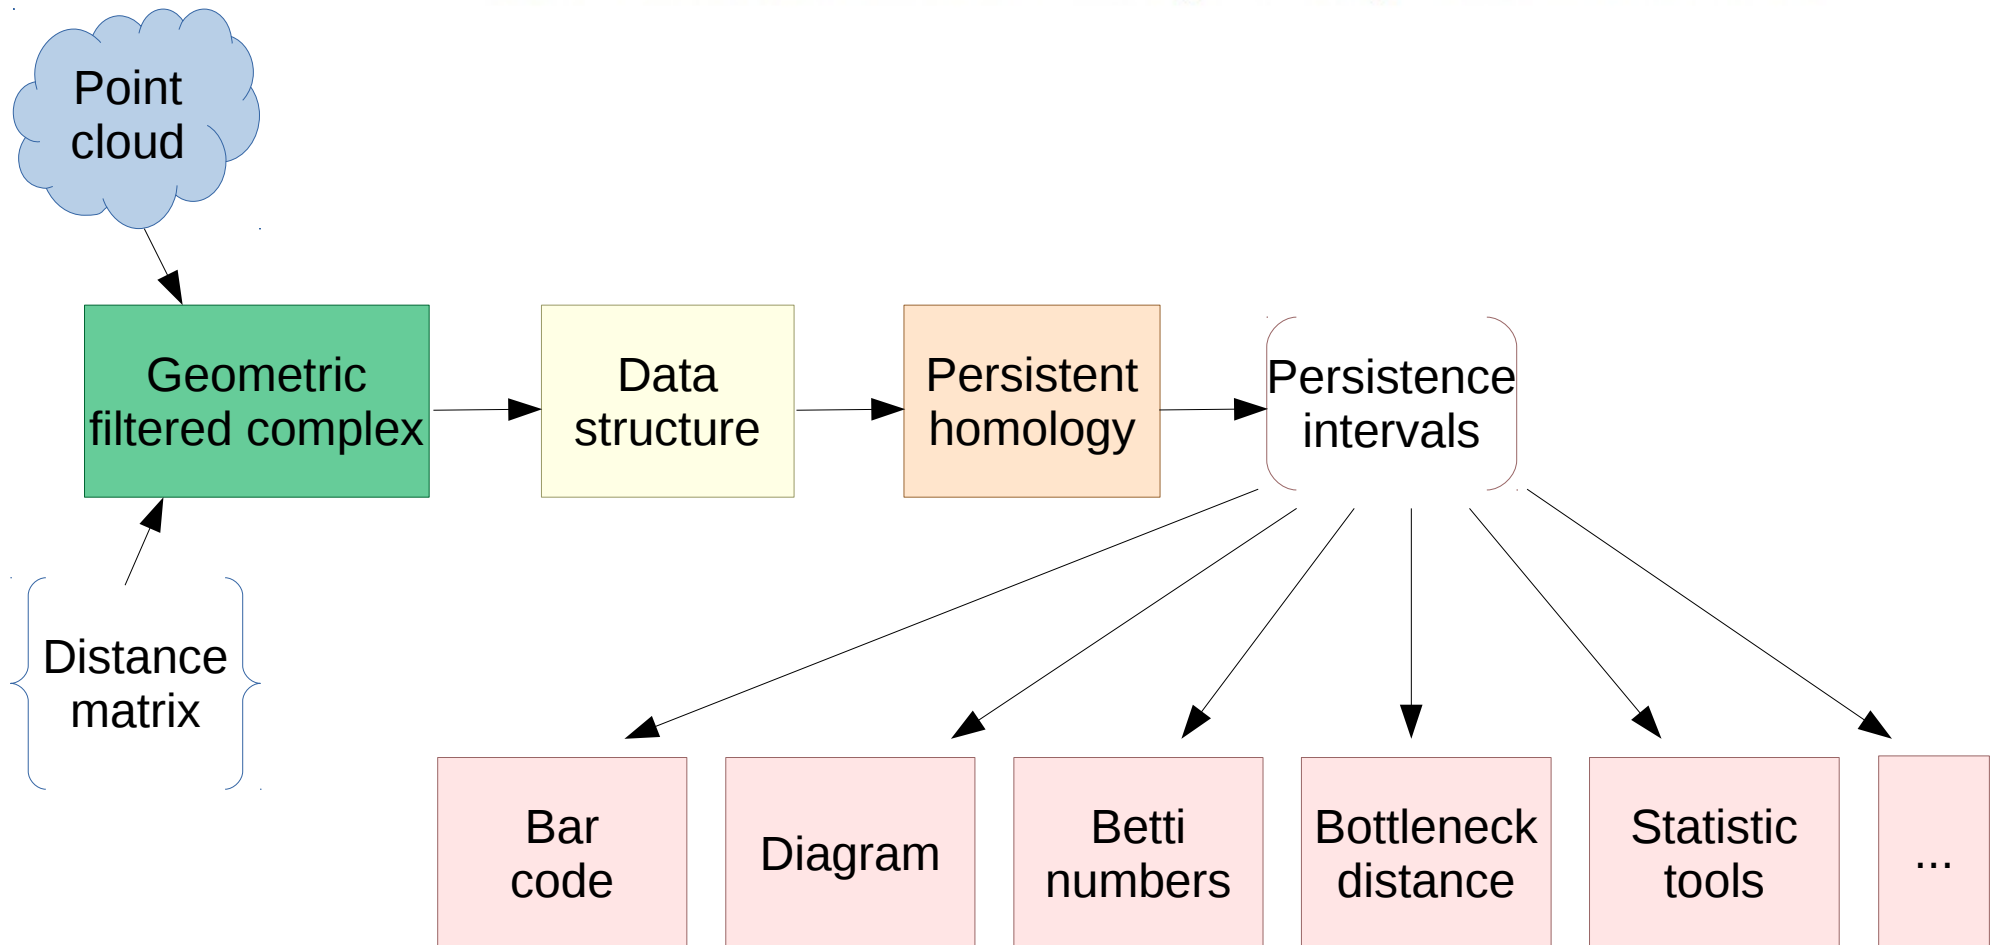 Point
cloud
Geometric
filtered complex
Data
structure
Persistent
homology
Persistence
intervals
Distance
matrix
Bar
code
Diagram
Betti
numbers
Bottleneck
distance
Statistic
tools
...